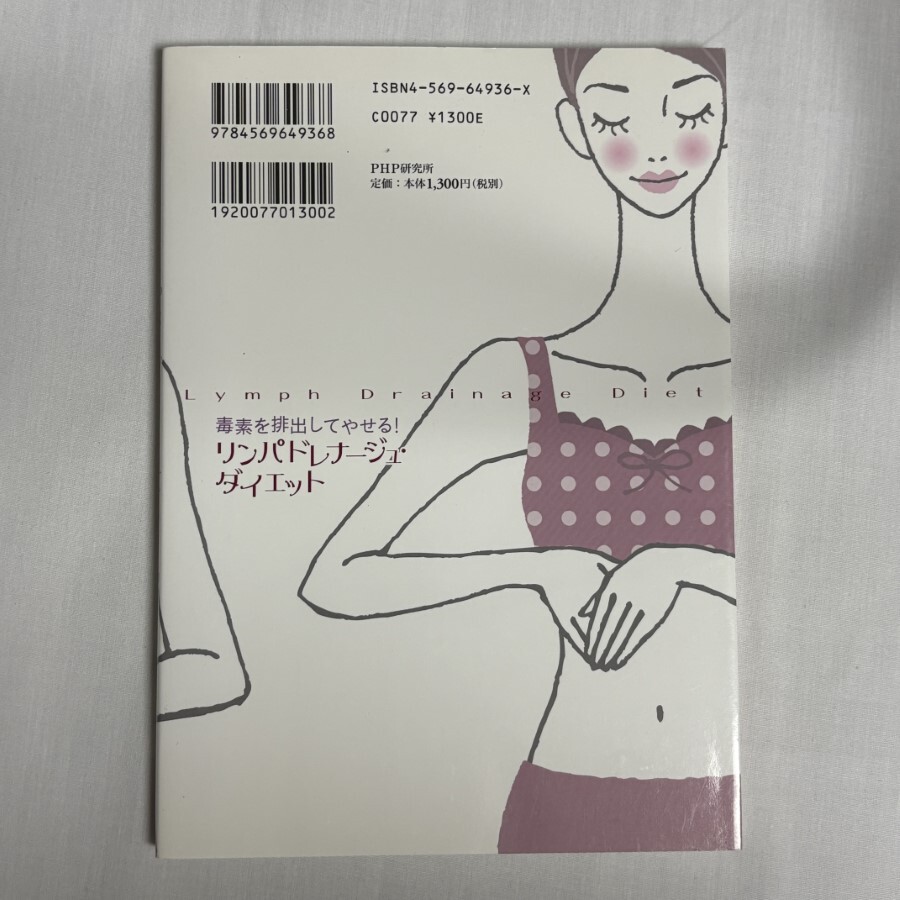 ISBN4-569-64936-X
C0077 ¥1300E
9784569649368
PHP研究所
定価：本体1,300円（税別）
1920077013002
Lymph Drainage Diet
毒素を排出してやせる！
リンパドレナージュ・
ダイエット